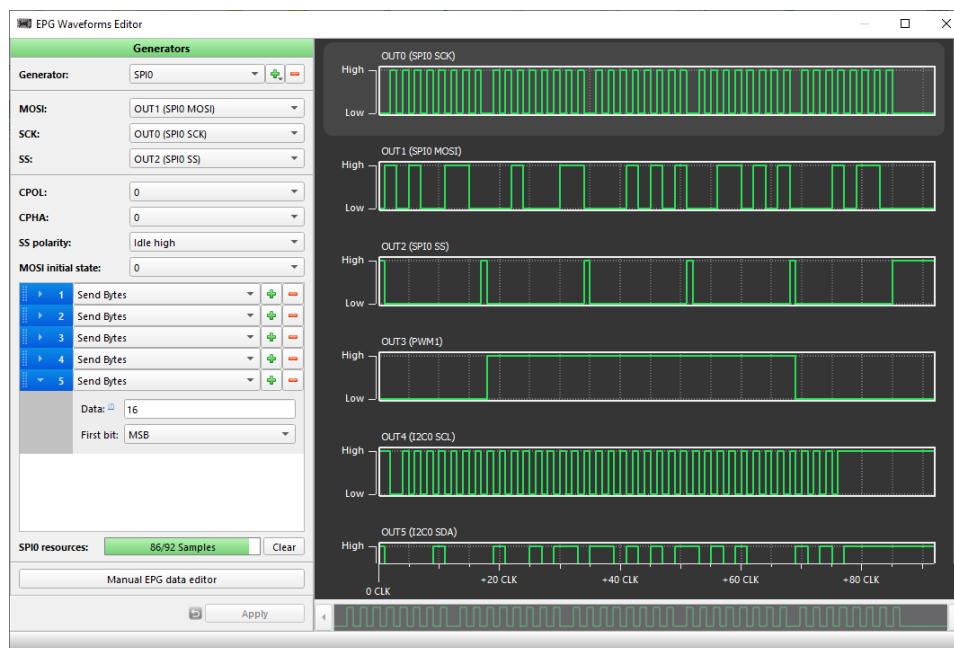 EPG Waveforms Editor
Generators
Generator: SPI0
MOSI: OUT1 (SPI0 MOSI)
SCK: OUT0 (SPI0 SCK)
SS: OUT2 (SPI0 SS)
CPOL: 0
CPHA: 0
SS polarity: Idle high
MOSI initial state: 0
1 Send Bytes
2 Send Bytes
3 Send Bytes
4 Send Bytes
5 Send Bytes
Data: 16
First bit: MSB
SPI0 resources: 86/92 Samples Clear
Manual EPG data editor
Apply
OUT0 (SPI0 SCK)
High
Low
OUT1 (SPI0 MOSI)
High
Low
OUT2 (SPI0 SS)
High
Low
OUT3 (PWM1)
High
Low
OUT4 (I2C0 SCL)
High
Low
OUT5 (I2C0 SDA)
High
0 CLK +20 CLK +40 CLK +60 CLK +80 CLK